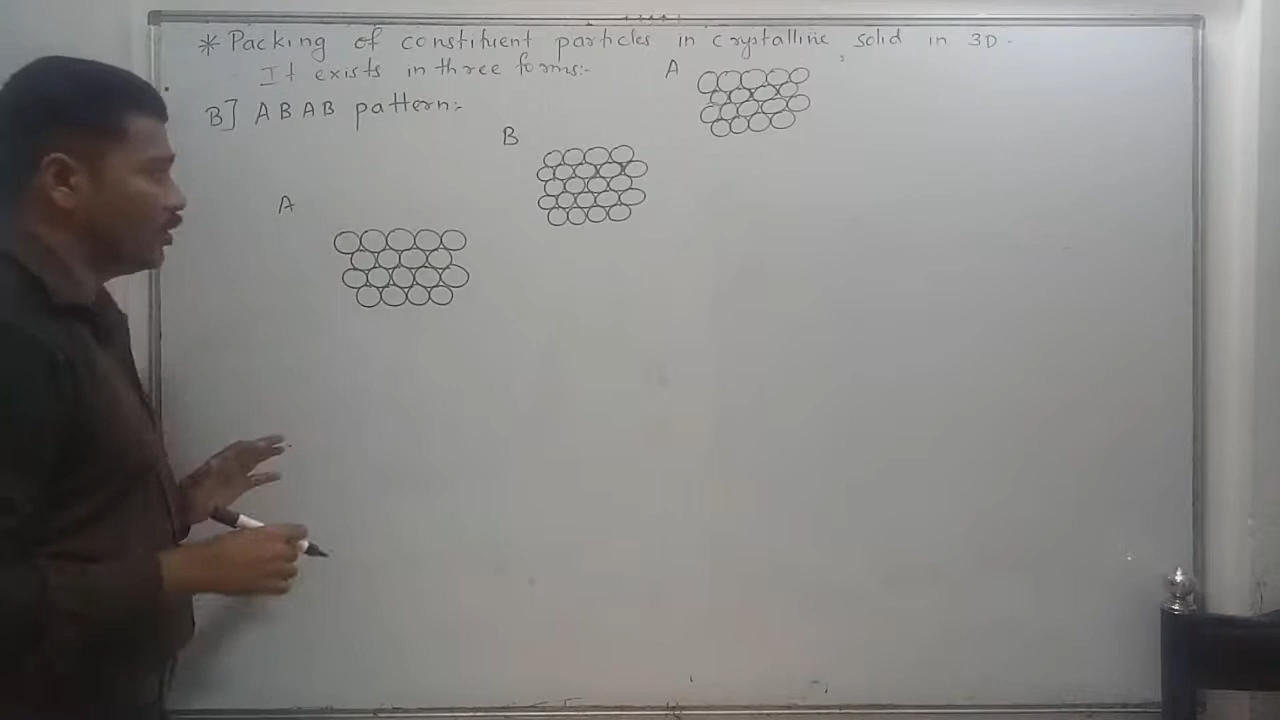 * Packing of constituent particles in crystalline solid in 3D.
It exists in three forms:-
A
B] ABAB pattern:-
B
A